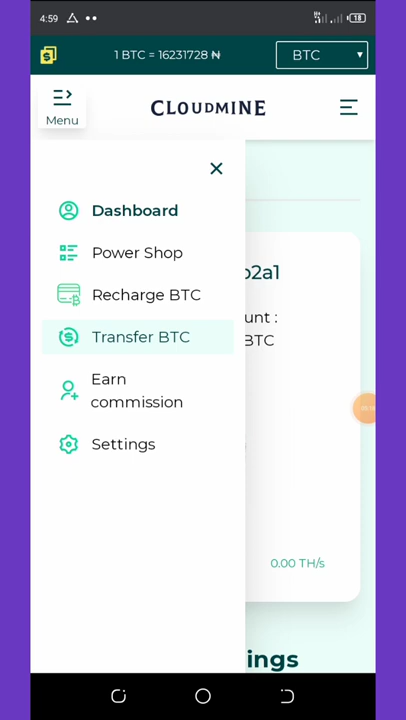 4:59
18
1 BTC = 16231728 ₦
BTC
Menu
CLOUDMINE
Dashboard
Power Shop
Recharge BTC
Transfer BTC
Earn
commission
Settings
b2a1
unt :
BTC
0.00 TH/s
ings